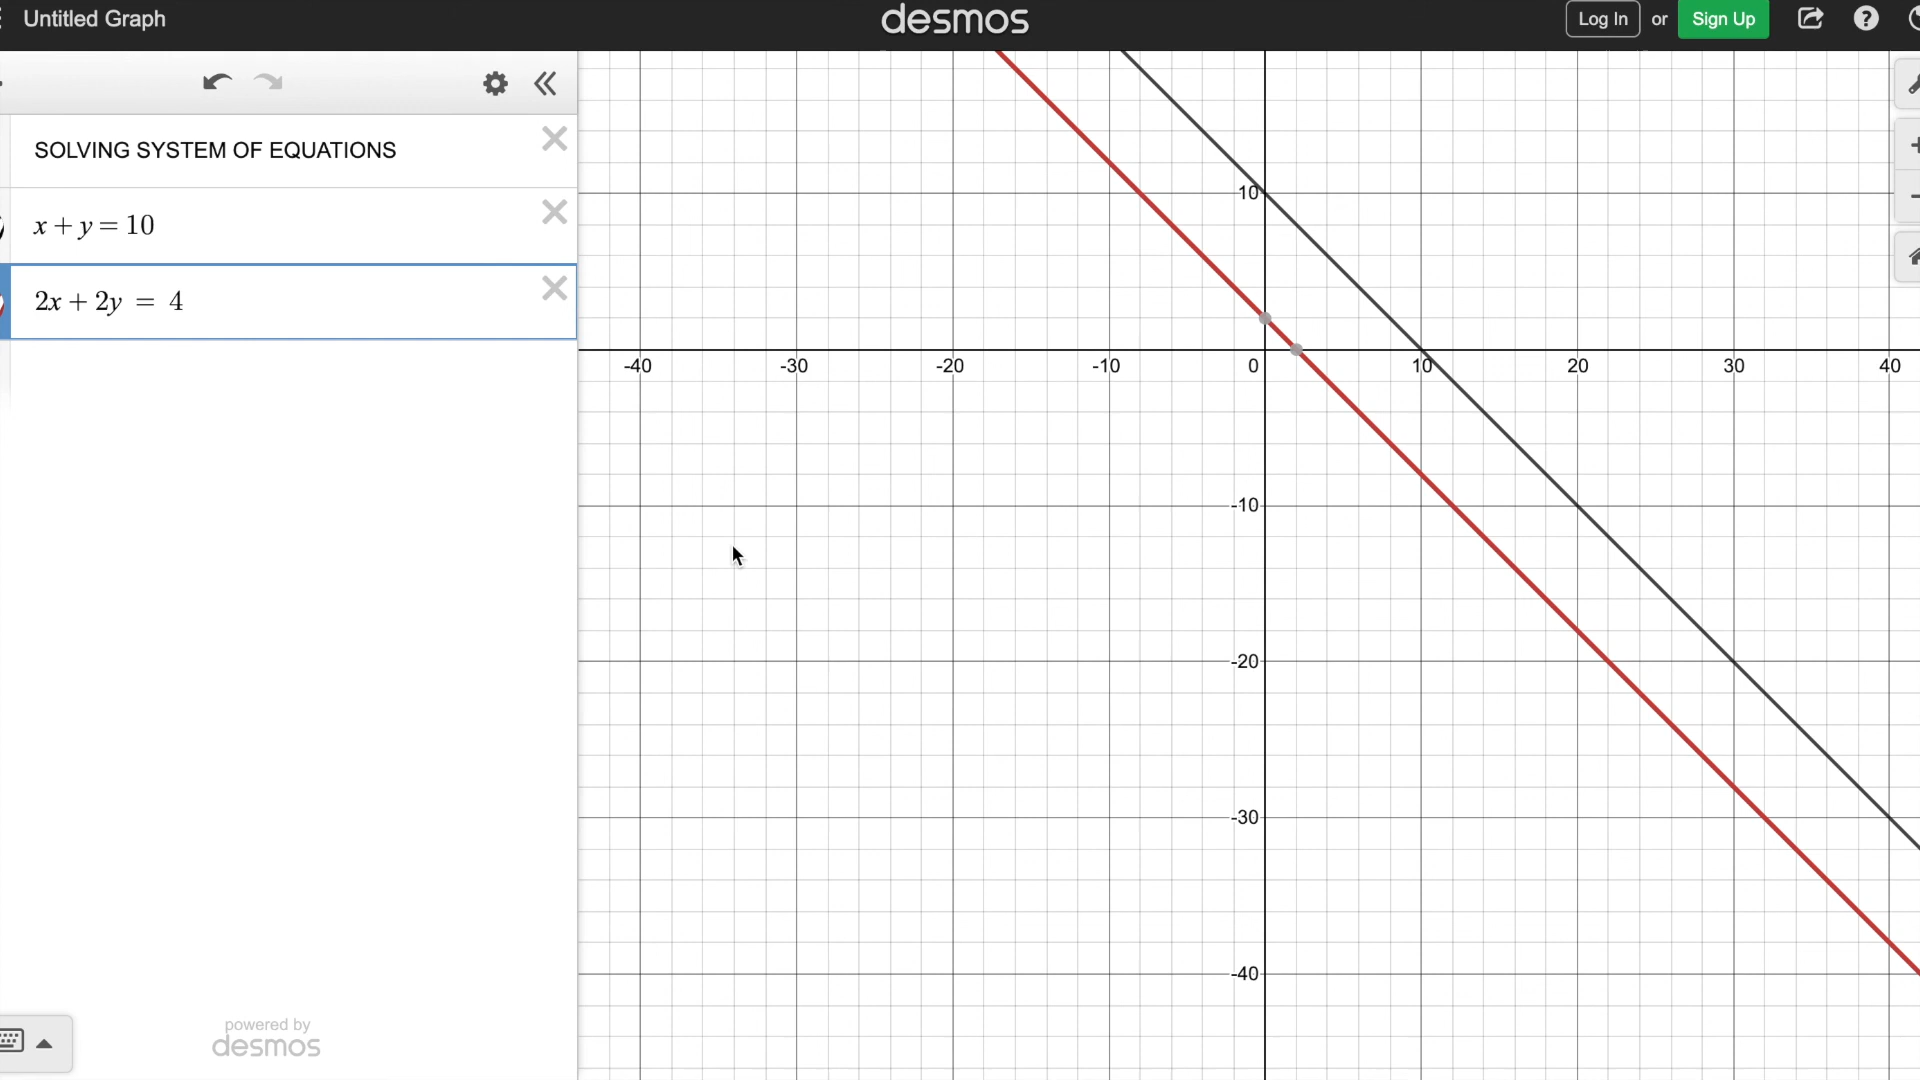 Untitled Graph
desmos
Log In or Sign Up
SOLVING SYSTEM OF EQUATIONS
x + y = 10
2x + 2y = 4
10
-40 -30 -20 -10 0 10 20 30 40
-10
-20
-30
-40
powered by
desmos